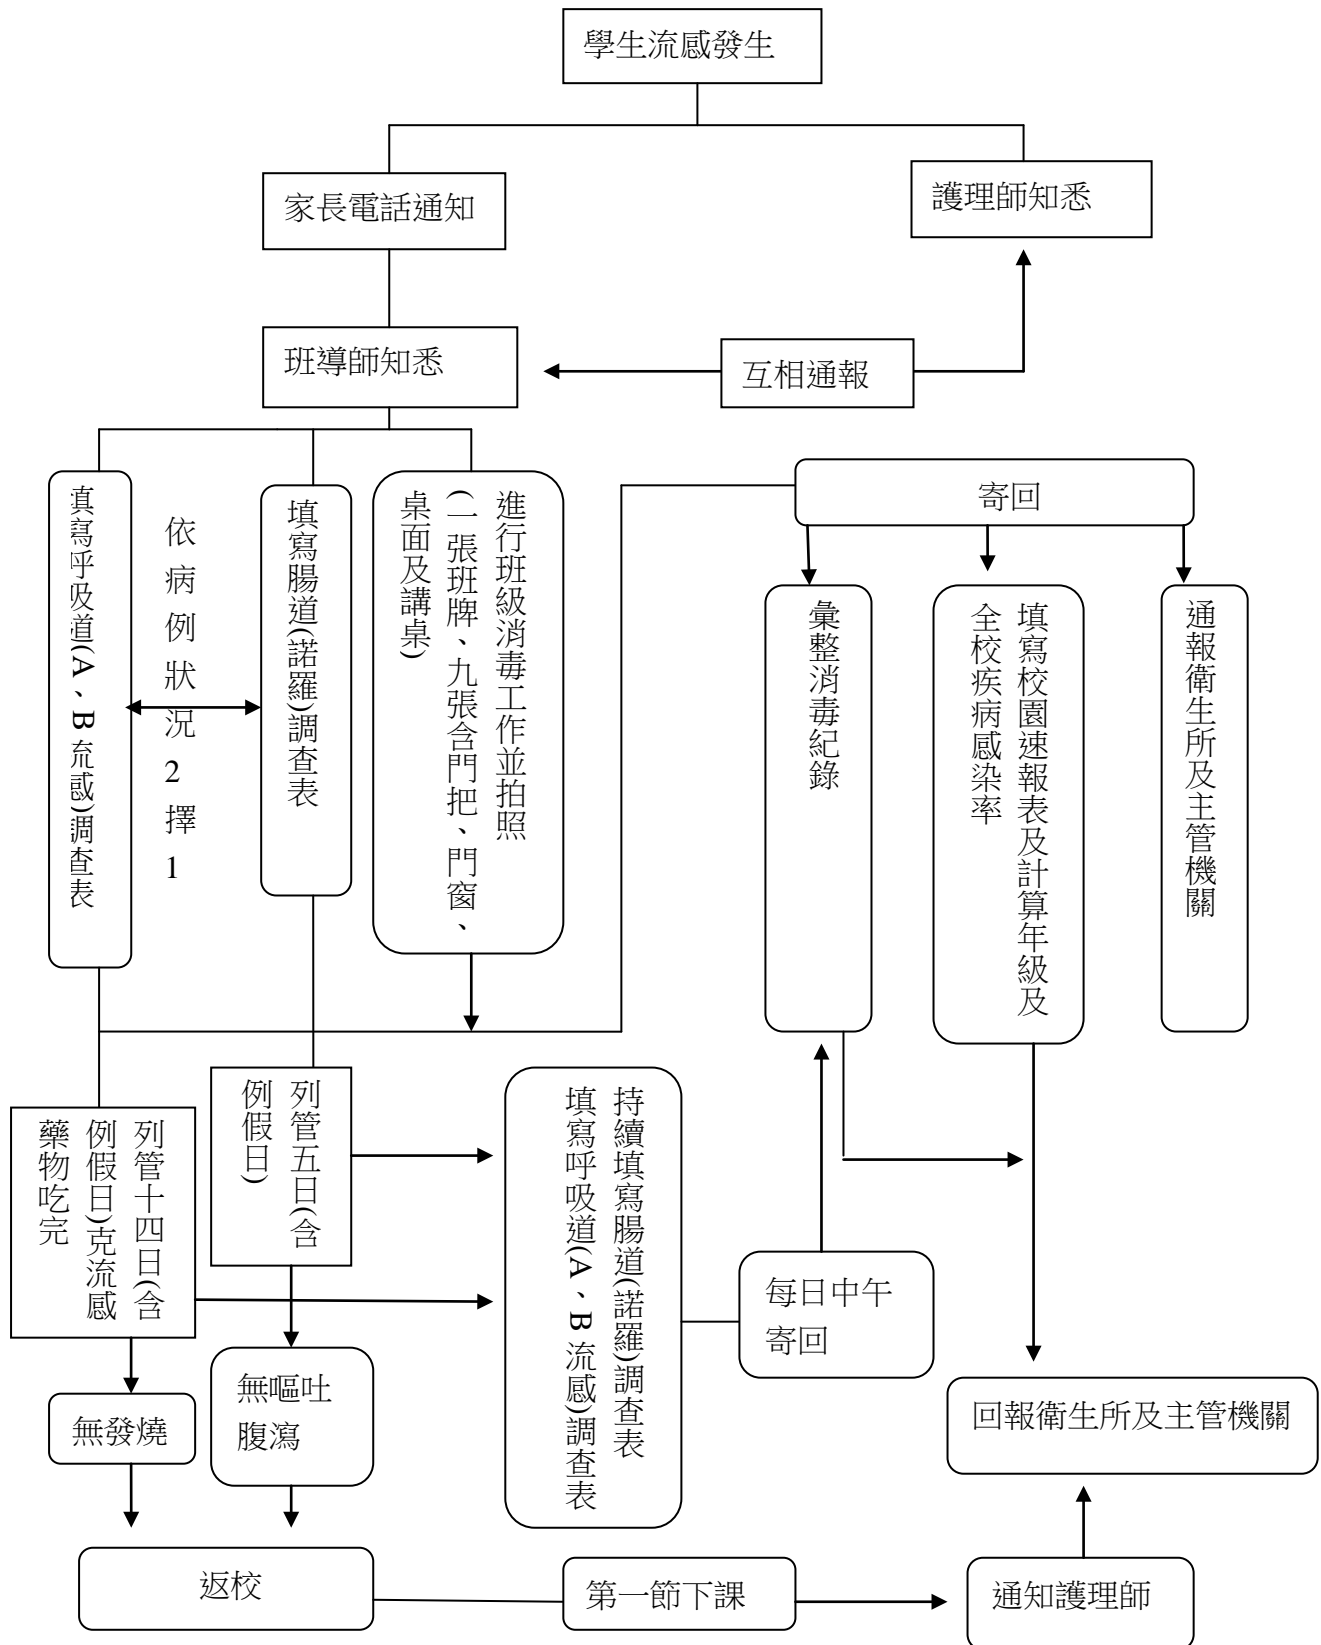 學生流感發生
家長電話通知
護理師知悉
班導師知悉
互相通報
填寫呼吸道(A、B流感)調查表
依病例狀況2擇1
填寫腸道(諾羅)調查表
進行班級消毒工作並拍照
(一張班牌、九張含門把、門窗、
桌面及講桌)
寄回
彙整消毒紀錄
填寫校園速報表及計算年級及
全校疾病感染率
通報衛生所及主管機關
列管十四日(含
例假日)克流感
藥物吃完
列管五日(含
例假日)
持續填寫腸道(諾羅)調查表
填寫呼吸道(A、B流感)調查表
每日中午
寄回
無發燒
無嘔吐
腹瀉
回報衛生所及主管機關
返校
第一節下課
通知護理師